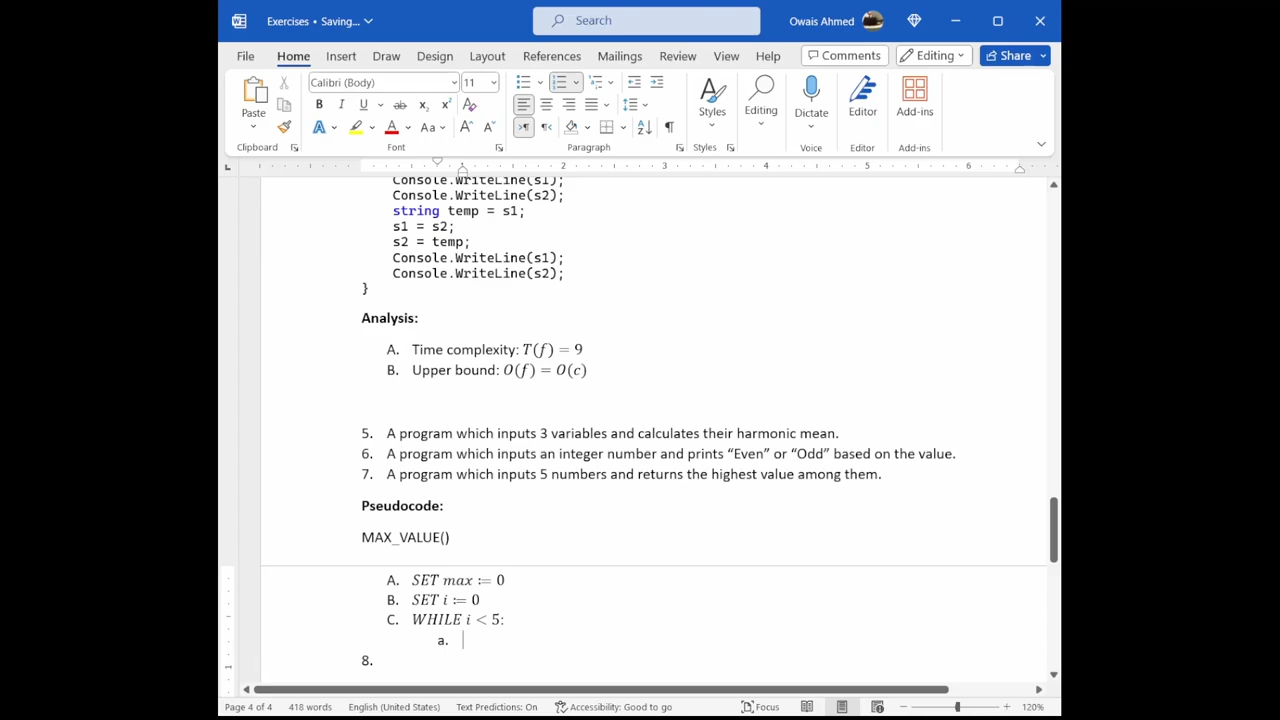 Exercises • Saving...
Search
Owais Ahmed
File Home Insert Draw Design Layout References Mailings Review View Help
Comments Editing Share
Calibri (Body) 11
Paste
Styles Editing Dictate Editor Add-ins
Clipboard Font Paragraph Styles Voice Editor Add-ins
1 2 3 4 5 6
Console.WriteLine(s1);
Console.WriteLine(s2);
string temp = s1;
s1 = s2;
s2 = temp;
Console.WriteLine(s1);
Console.WriteLine(s2);
}
Analysis:
A. Time complexity: T(f) = 9
B. Upper bound: O(f) = O(c)
5. A program which inputs 3 variables and calculates their harmonic mean.
6. A program which inputs an integer number and prints “Even” or “Odd” based on the value.
7. A program which inputs 5 numbers and returns the highest value among them.
Pseudocode:
MAX_VALUE()
A. SET max := 0
B. SET i := 0
C. WHILE i < 5:
a.
8.
Page 4 of 4 418 words English (United States) Text Predictions: On Accessibility: Good to go Focus 120%